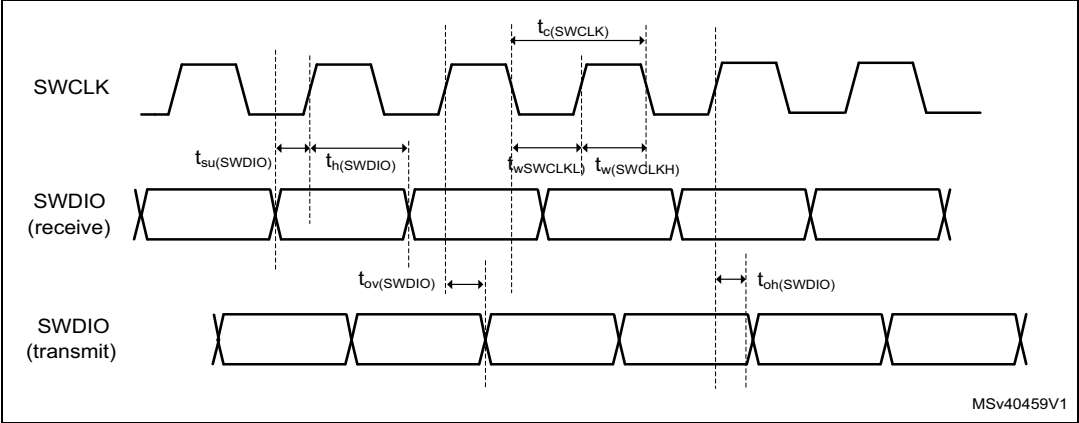 tc(SWCLK)
SWCLK
tsu(SWDIO)
th(SWDIO)
twSWCLKL)
tw(SWCLKH)
SWDIO
(receive)
tov(SWDIO)
toh(SWDIO)
SWDIO
(transmit)
MSv40459V1